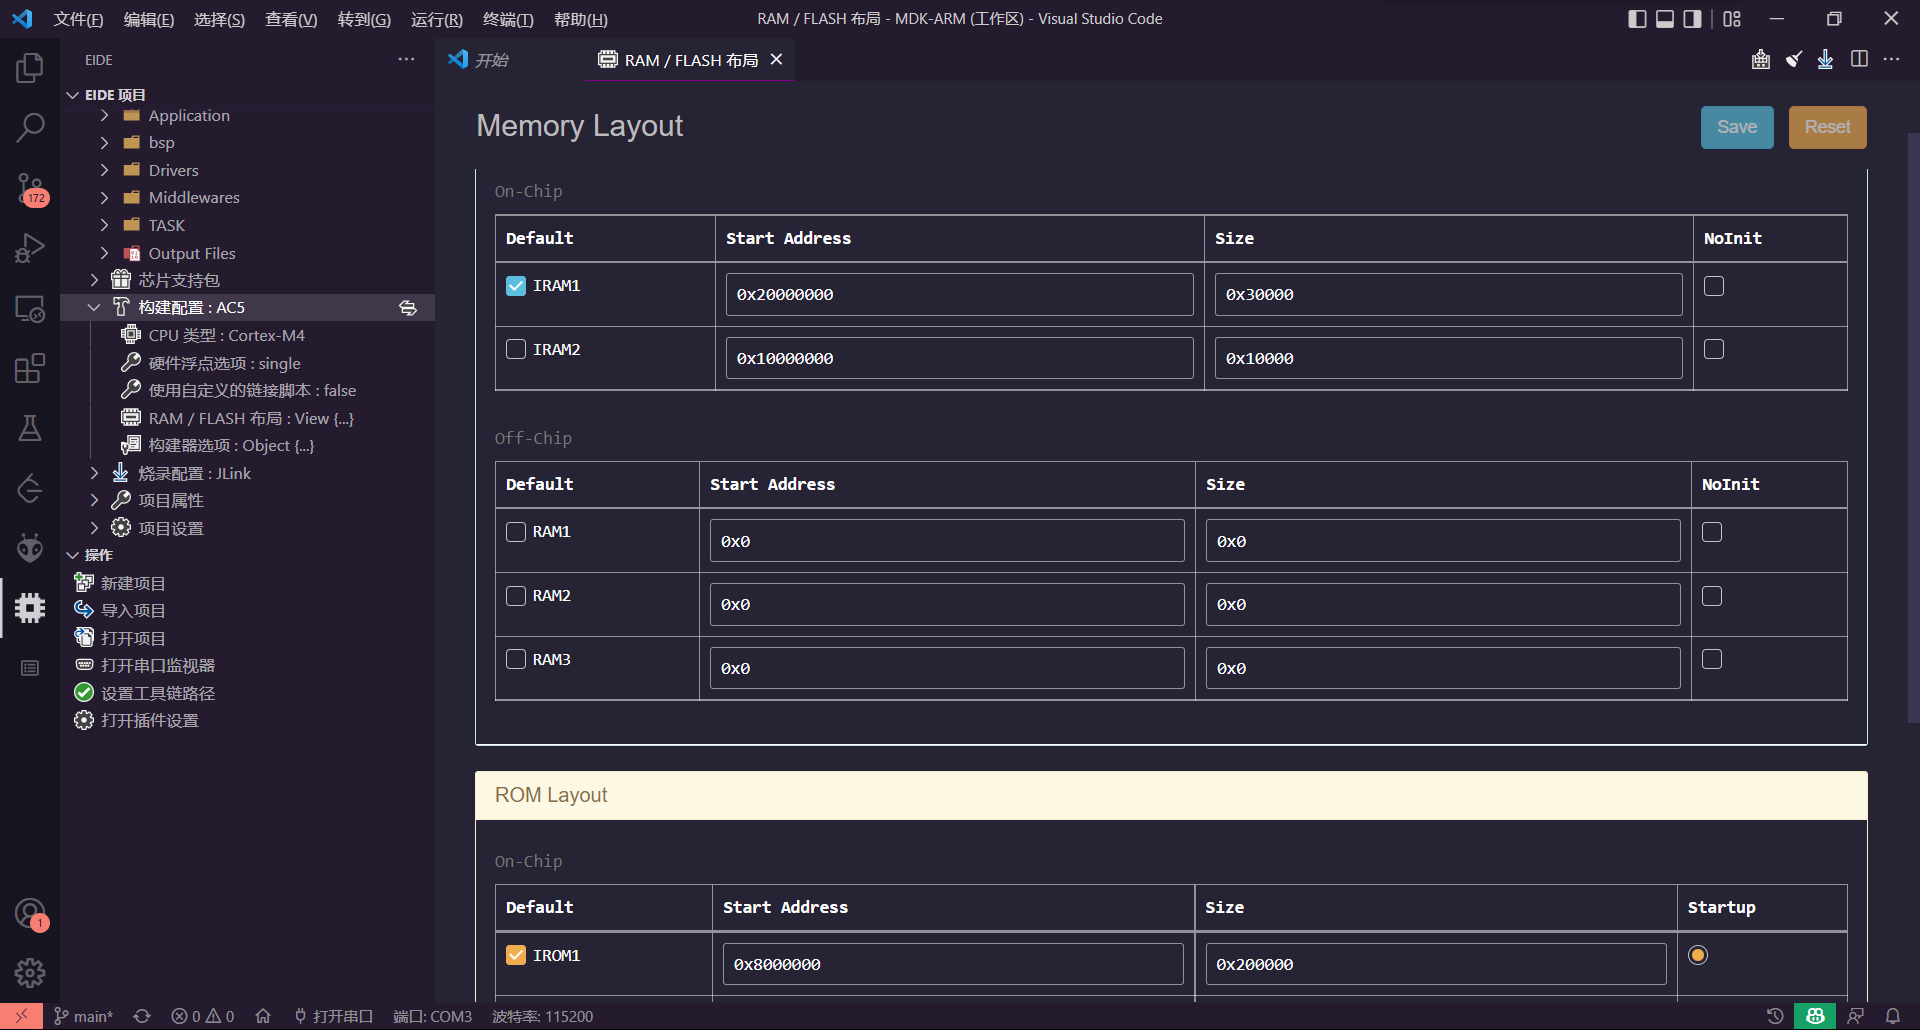 文件(F) 编辑(E) 选择(S) 查看(V) 转到(G) 运行(R) 终端(T) 帮助(H) RAM / FLASH 布局 - MDK-ARM (工作区) - Visual Studio Code
EIDE ···
EIDE 项目
Application
bsp
Drivers
Middlewares
TASK
Output Files
芯片支持包
构建配置 : AC5
CPU 类型 : Cortex-M4
硬件浮点选项 : single
使用自定义的链接脚本 : false
RAM / FLASH 布局 : View {...}
构建器选项 : Object {...}
烧录配置 : JLink
项目属性
项目设置
操作
新建项目
导入项目
打开项目
打开串口监视器
设置工具链路径
打开插件设置
172
1
开始 RAM / FLASH 布局
Memory Layout Save Reset
On-Chip
Default Start Address Size NoInit
IRAM1 0x20000000 0x30000
IRAM2 0x10000000 0x10000
Off-Chip
Default Start Address Size NoInit
RAM1 0x0 0x0
RAM2 0x0 0x0
RAM3 0x0 0x0
ROM Layout
On-Chip
Default Start Address Size Startup
IROM1 0x8000000 0x200000
main* 0 0 打开串口 端口: COM3 波特率: 115200